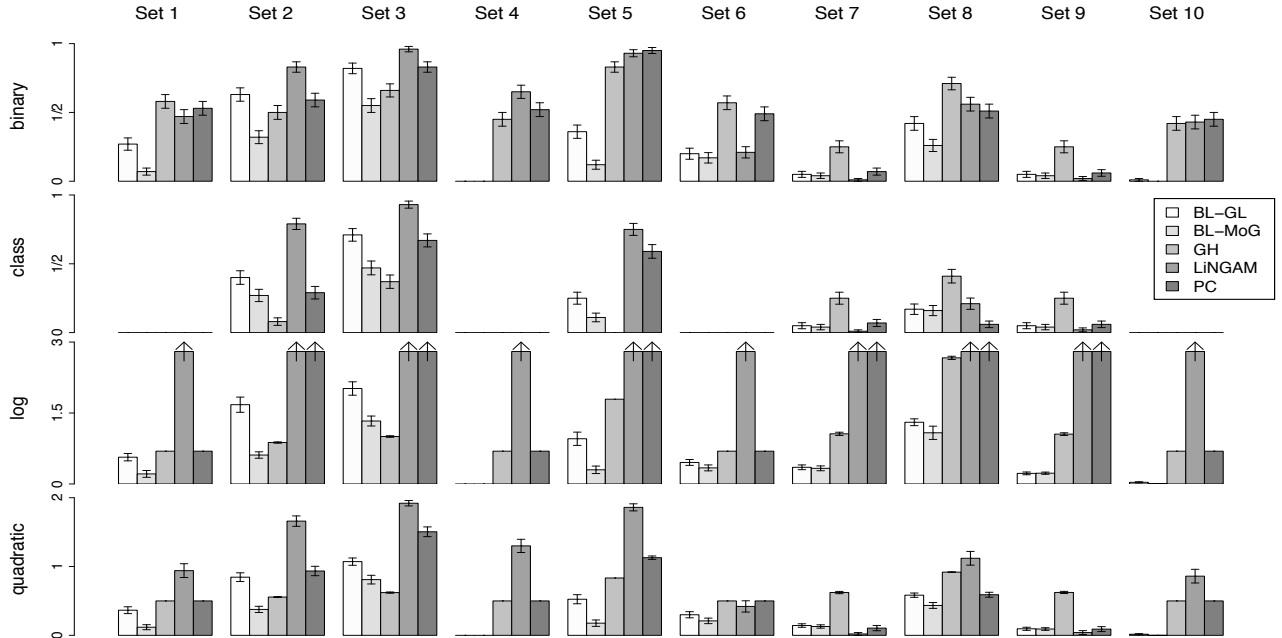 Set 1 Set 2 Set 3 Set 4 Set 5 Set 6 Set 7 Set 8 Set 9 Set 10
binary
1
1/2
0
class
1
1/2
0
BL−GL
BL−MoG
GH
LiNGAM
PC
log
3
1.5
0
quadratic
2
1
0